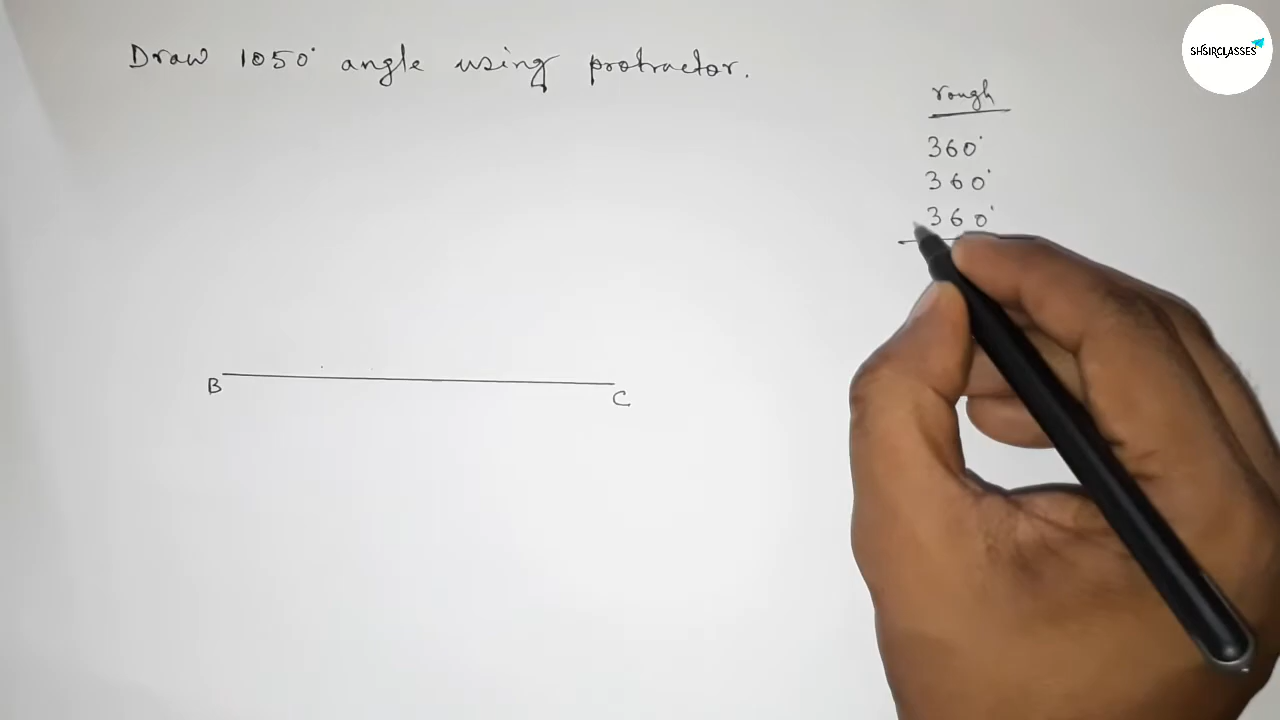 Draw 1050° angle using protractor.
SHSIRCLASSES
rough
360°
360°
360°
B
C